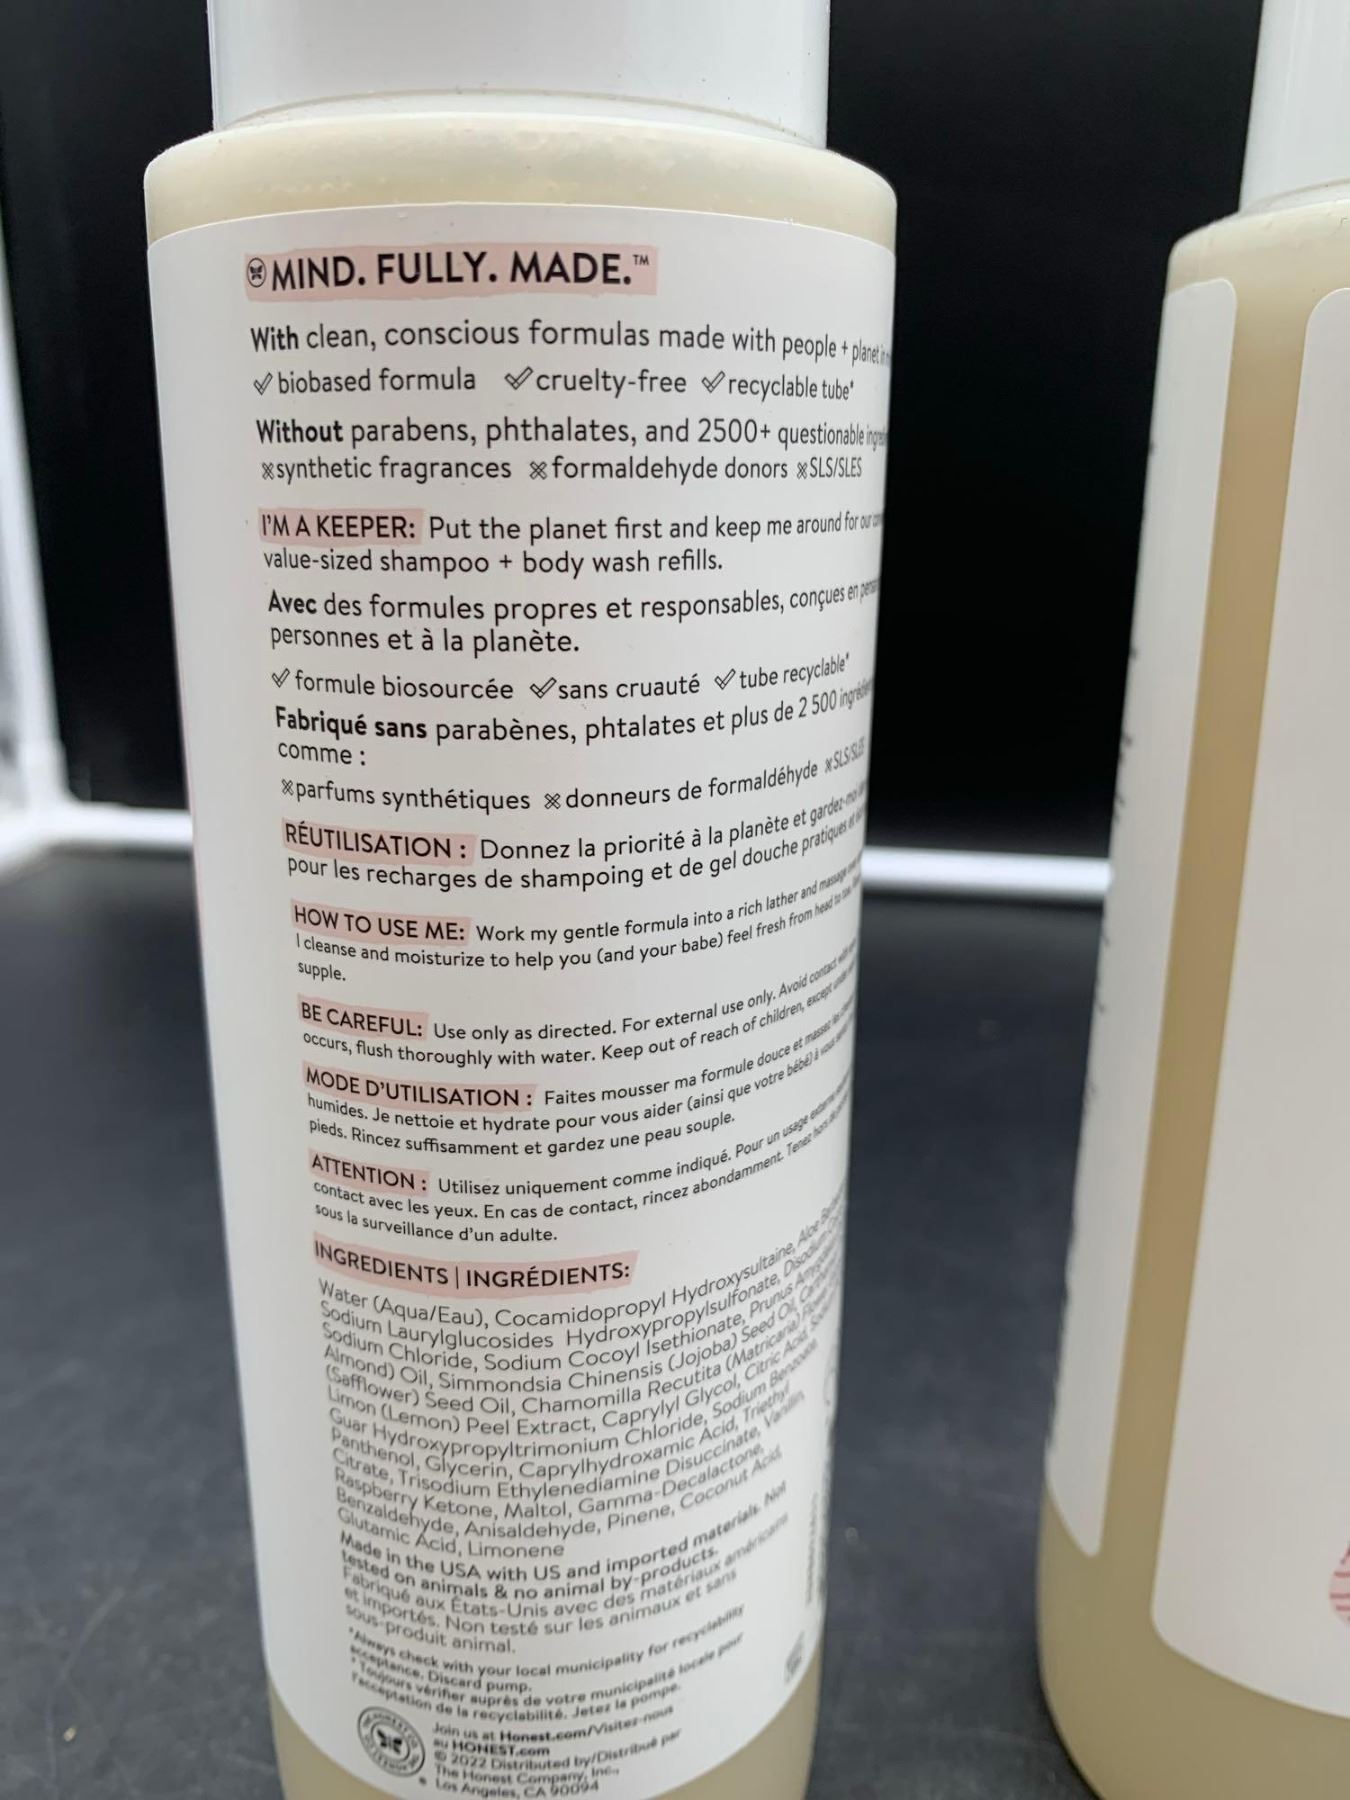 MIND. FULLY. MADE.™
With clean, conscious formulas made with people + planet in
✓ biobased formula ✓ cruelty-free ✓ recyclable tube*
Without parabens, phthalates, and 2500+ questionable
synthetic fragrances formaldehyde donors SLS/SLES
I'M A KEEPER: Put the planet first and keep me around for our
value-sized shampoo + body wash refills.
Avec des formules propres et responsables, conçues en
personnes et à la planète.
✓ formule biosourcée ✓ sans cruauté ✓ tube recyclable*
Fabriqué sans parabènes, phtalates et plus de 2 500
comme :
parfums synthétiques donneurs de formaldéhyde SLS/SLES
RÉUTILISATION : Donnez la priorité à la planète et gardez-moi
pour les recharges de shampoing et de gel douche pratiques et
HOW TO USE ME: Work my gentle formula into a rich lather and massage
I cleanse and moisturize to help you (and your babe) feel fresh from head to toe.
supple.
BE CAREFUL: Use only as directed. For external use only. Avoid contact with
occurs, flush thoroughly with water. Keep out of reach of children, except under
MODE D'UTILISATION : Faites mousser ma formule douce et massez
humides. Je nettoie et hydrate pour vous aider (ainsi que votre bébé) à vous
pieds. Rincez suffisamment et gardez une peau souple.
ATTENTION : Utilisez uniquement comme indiqué. Pour un usage
contact avec les yeux. En cas de contact, rincez abondamment. Tenez hors de
sous la surveillance d'un adulte.
INGREDIENTS | INGRÉDIENTS:
Water (Aqua/Eau), Cocamidopropyl Hydroxysultaine, Aloe
Sodium Laurylglucosides Hydroxypropylsulfonate,
Sodium Chloride, Sodium Cocoyl Isethionate, Prunus
Almond) Oil, Simmondsia Chinensis (Jojoba) Seed Oil,
(Safflower) Seed Oil, Chamomilla Recutita (Matricaria) Flower
Limon (Lemon) Peel Extract, Caprylyl Glycol, Citric Acid,
Guar Hydroxypropyltrimonium Chloride, Sodium Benzoate,
Panthenol, Glycerin, Caprylhydroxamic Acid, Triethyl
Citrate, Trisodium Ethylenediamine Disuccinate, Vanillin,
Raspberry Ketone, Maltol, Gamma-Decalactone,
Benzaldehyde, Anisaldehyde, Pinene, Coconut Acid,
Glutamic Acid, Limonene
Made in the USA with US and imported materials. Not
tested on animals & no animal by-products.
Fabriqué aux États-Unis avec des matériaux américains
et importés. Non testé sur les animaux et sans
sous-produit animal.
*Always check with your local municipality for recyclability
acceptance. Discard pump.
* Toujours vérifier auprès de votre municipalité locale pour
l'acceptation de la recyclabilité. Jetez la pompe.
Join us at Honest.com/Visitez-nous
au HONEST.com
© 2022 Distributed by/Distribué par
The Honest Company, Inc.,
Los Angeles, CA 90094